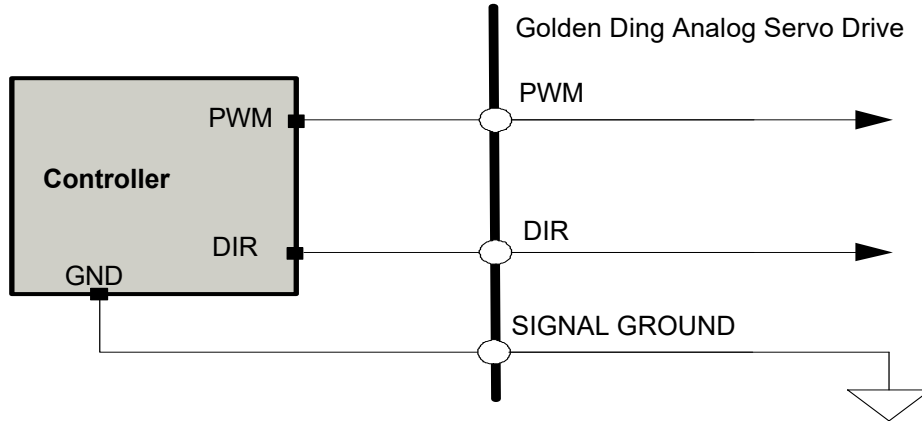 Golden Ding Analog Servo Drive
PWM
PWM
Controller
DIR
DIR
GND
SIGNAL GROUND